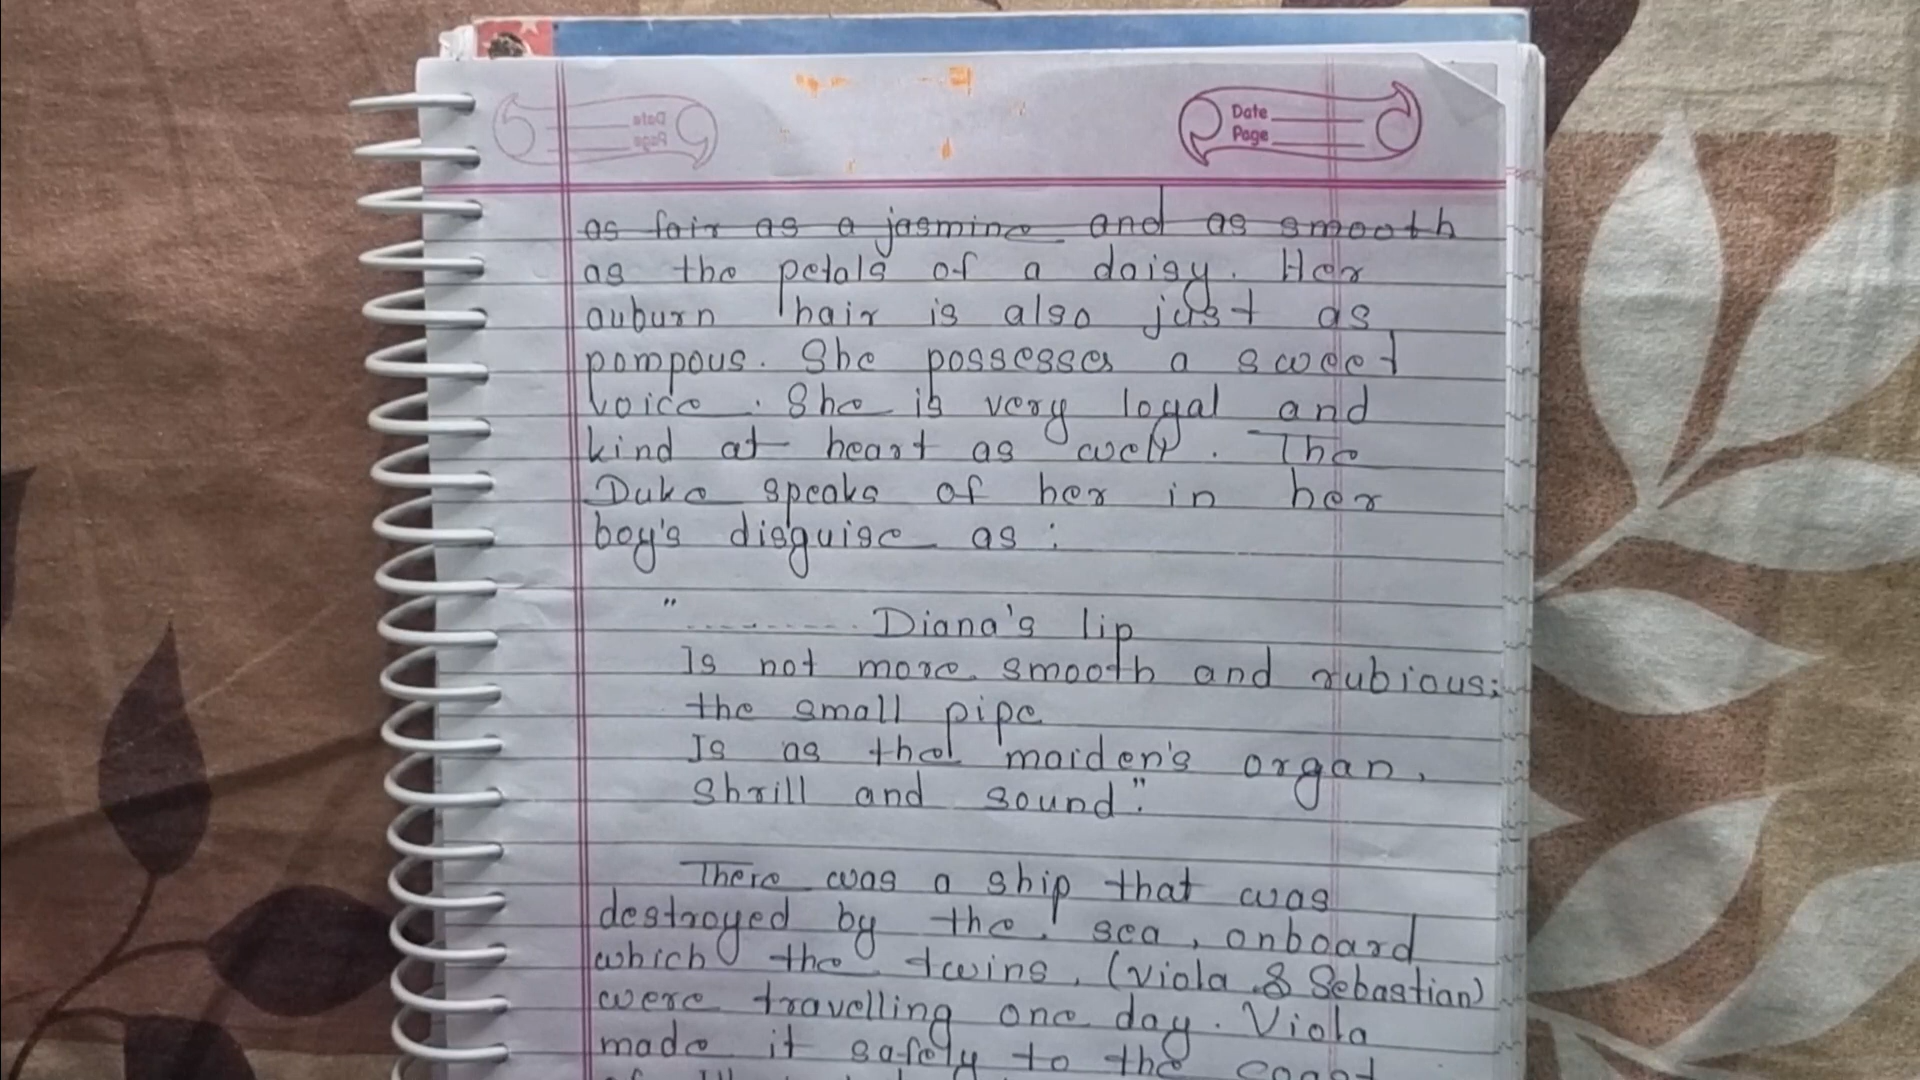 Date
Page
as fair as a jasmine and as smooth
as the petals of a daisy. Her
auburn hair is also just as
pompous. She possesses a sweet
voice. She is very loyal and
kind at heart as well. The
Duke speaks of her in her
boy's disguise as:
".......... Diana's lip
Is not more smooth and rubious;
the small pipe
Is as the maiden's organ,
Shrill and sound".
There was a ship that was
destroyed by the sea, onboard
which the twins, (Viola & Sebastian)
were travelling one day. Viola
made it safely to the coast
of